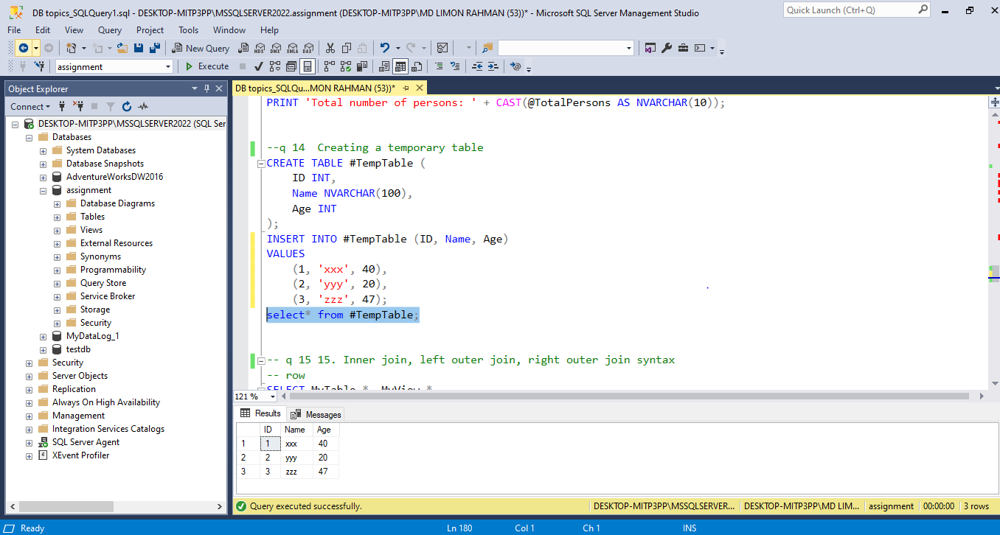 DB topics_SQLQuery1.sql - DESKTOP-MITP3PP\MSSQLSERVER2022.assignment (DESKTOP-MITP3PP\MD LIMON RAHMAN (53))* - Microsoft SQL Server Management Studio
Quick Launch (Ctrl+Q)
File Edit View Query Project Tools Window Help
New Query MDX DMX XMLA DAX
assignment Execute
Object Explorer
DB topics_SQLQu...MON RAHMAN (53))*
Connect
DESKTOP-MITP3PP\MSSQLSERVER2022 (SQL Ser
Databases
System Databases
Database Snapshots
AdventureWorksDW2016
assignment
Database Diagrams
Tables
Views
External Resources
Synonyms
Programmability
Query Store
Service Broker
Storage
Security
MyDataLog_1
testdb
Security
Server Objects
Replication
Always On High Availability
Management
Integration Services Catalogs
SQL Server Agent
XEvent Profiler
PRINT 'Total number of persons: ' + CAST(@TotalPersons AS NVARCHAR(10));
--q 14  Creating a temporary table
CREATE TABLE #TempTable (
ID INT,
Name NVARCHAR(100),
Age INT
);
INSERT INTO #TempTable (ID, Name, Age)
VALUES
(1, 'xxx', 40),
(2, 'yyy', 20),
(3, 'zzz', 47);
select* from #TempTable;
-- q 15 15. Inner join, left outer join, right outer join syntax
-- row
SELECT MyTable.*, MyView.*
121 %
Results Messages
ID Name Age
1 1 xxx 40
2 2 yyy 20
3 3 zzz 47
Query executed successfully. DESKTOP-MITP3PP\MSSQLSERVER... DESKTOP-MITP3PP\MD LIM... assignment 00:00:00 3 rows
Ready Ln 180 Col 1 Ch 1 INS